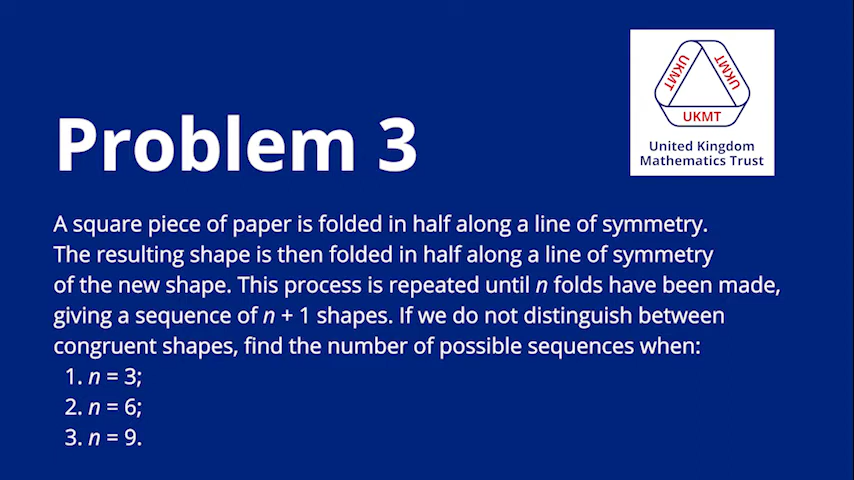 UKMT
UKMT
UKMT
United Kingdom
Mathematics Trust
Problem 3
A square piece of paper is folded in half along a line of symmetry.
The resulting shape is then folded in half along a line of symmetry
of the new shape. This process is repeated until n folds have been made,
giving a sequence of n + 1 shapes. If we do not distinguish between
congruent shapes, find the number of possible sequences when:
1. n = 3;
2. n = 6;
3. n = 9.